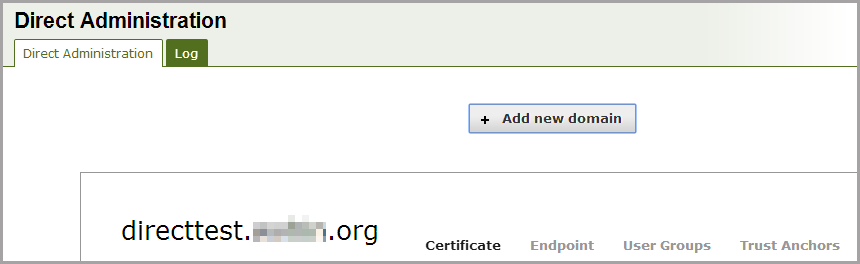 Direct Administration
Direct Administration Log
+ Add new domain
directtest. .org
Certificate Endpoint User Groups Trust Anchors